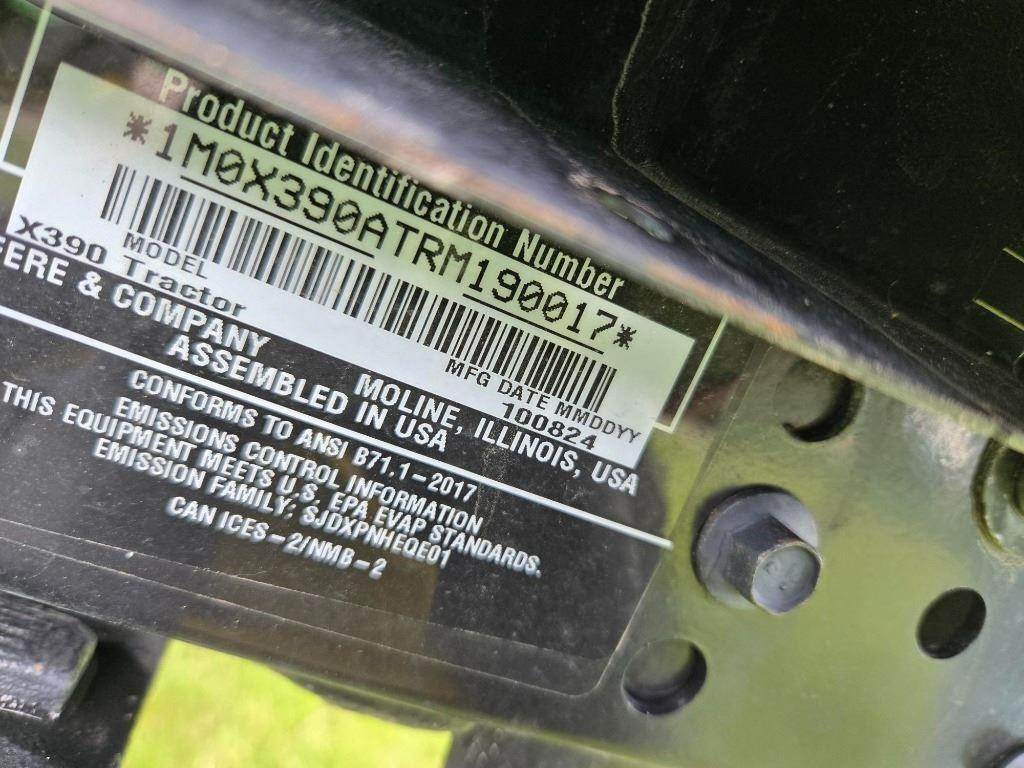 Product Identification Number
*1M0X390ATRM190017*
MODEL MFG DATE MMDDYY
X390 Tractor 100824
EERE & COMPANY MOLINE, ILLINOIS, USA
ASSEMBLED IN USA
CONFORMS TO ANSI B71.1-2017
EMISSIONS CONTROL INFORMATION
THIS EQUIPMENT MEETS U.S. EPA EVAP STANDARDS.
EMISSION FAMILY: SJDXPNHEQE01
CAN ICES-2/NMB-2